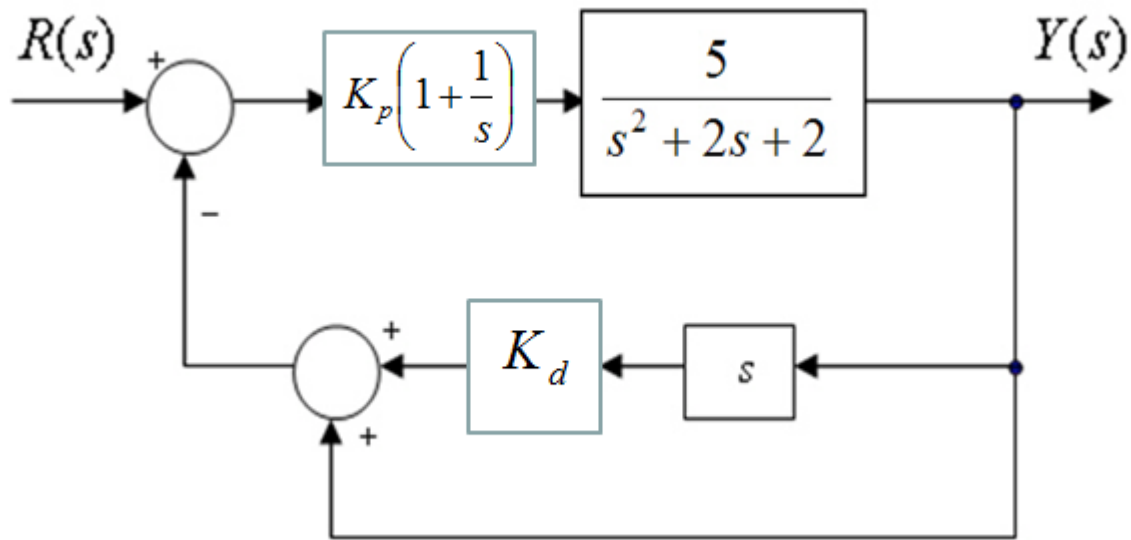 R(s)
+
K_p(1+1/s)
5/(s^2+2s+2)
Y(s)
−
+
K_d
s
+